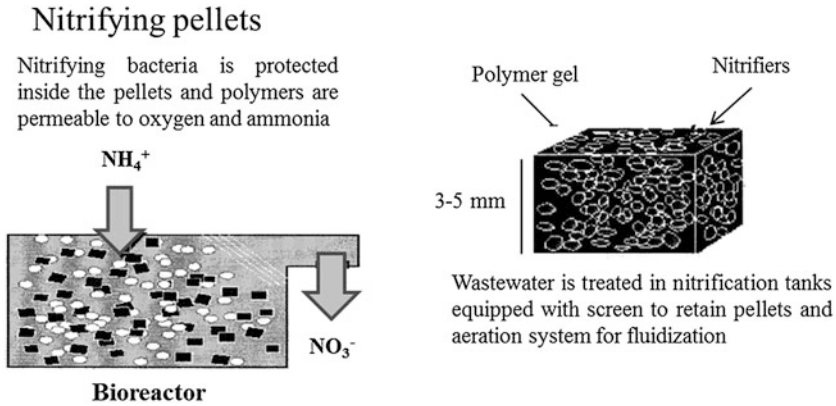 Nitrifying pellets
Nitrifying bacteria is protected
inside the pellets and polymers are
permeable to oxygen and ammonia
NH₄⁺
NO₃⁻
Bioreactor
Polymer gel
Nitrifiers
3-5 mm
Wastewater is treated in nitrification tanks
equipped with screen to retain pellets and
aeration system for fluidization